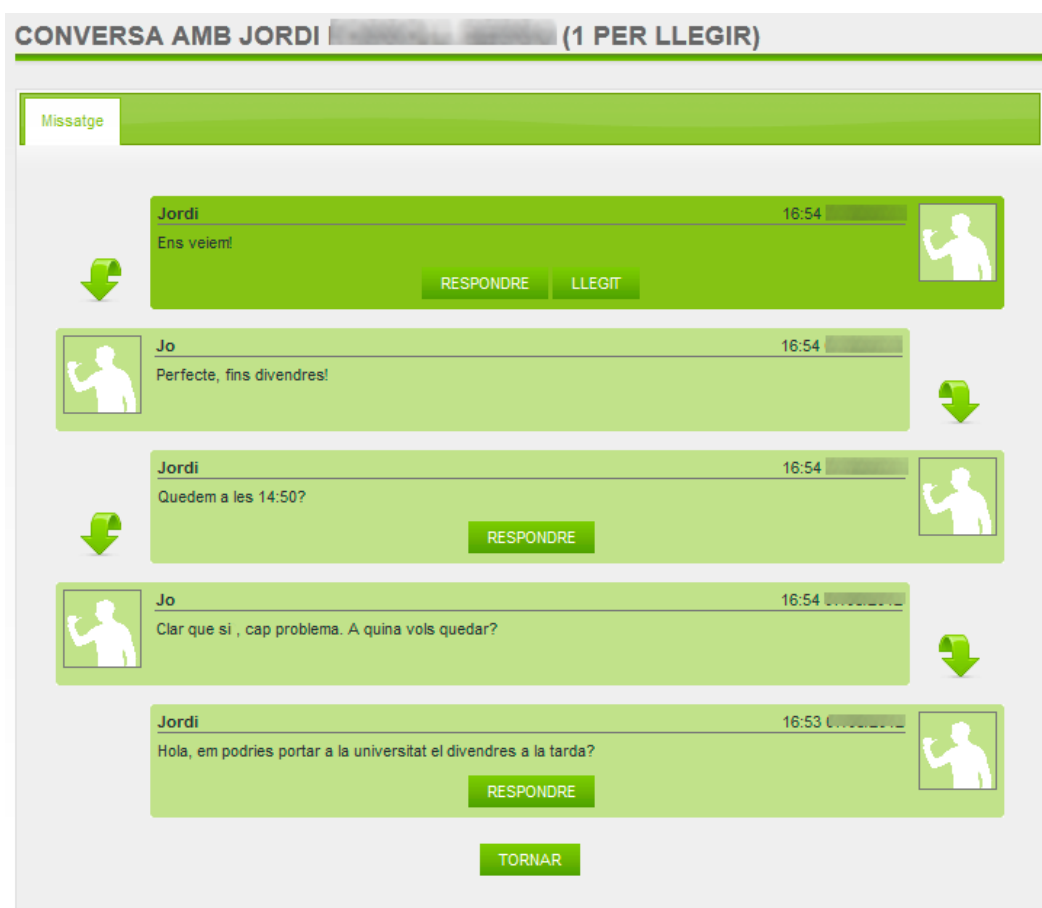 CONVERSA AMB JORDI (1 PER LLEGIR)
Missatge
Jordi 16:54
Ens veiem!
RESPONDRE LLEGIT
Jo 16:54
Perfecte, fins divendres!
Jordi 16:54
Quedem a les 14:50?
RESPONDRE
Jo 16:54
Clar que si , cap problema. A quina vols quedar?
Jordi 16:53
Hola, em podries portar a la universitat el divendres a la tarda?
RESPONDRE
TORNAR